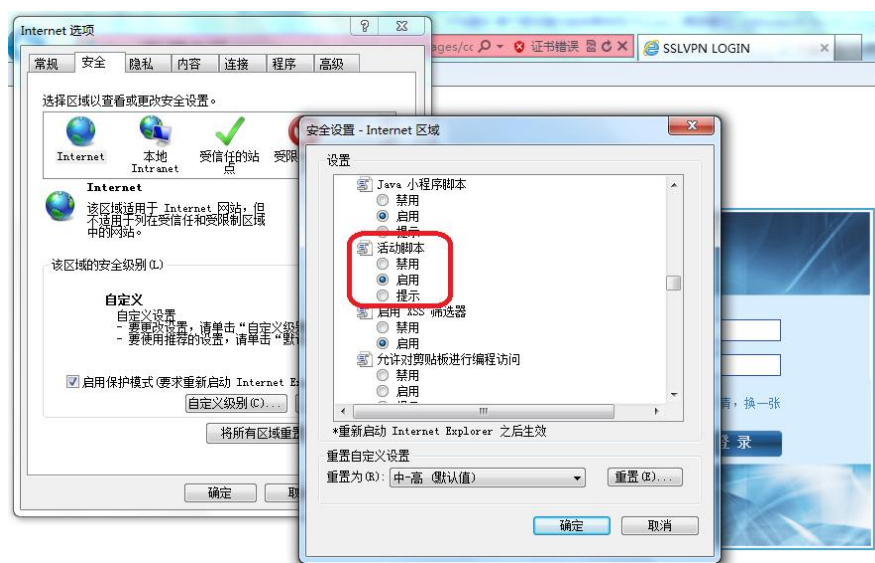 Internet 选项
常规 安全 隐私 内容 连接 程序 高级
ages/cc
证书错误
SSLVPN LOGIN
选择区域以查看或更改安全设置。
Internet
本地
Intranet
受信任的站
点
受限
Internet
该区域适用于 Internet 网站,但
不适用于列在受信任和受限制区域
中的网站。
该区域的安全级别(L)
自定义
自定义设置
- 要更改设置,请单击“自定义级别
- 要使用推荐的设置,请单击“默
启用保护模式(要求重新启动 Internet
自定义级别(C)...
将所有区域重置
确定
安全设置 - Internet 区域
设置
Java 小程序脚本
禁用
启用
提示
活动脚本
禁用
启用
提示
启用 XSS 筛选器
禁用
启用
允许对剪贴板进行编程访问
禁用
启用
*重新启动 Internet Explorer 之后生效
重置自定义设置
重置为(R): 中-高 (默认值) 重置(E)...
确定 取消
,换一张
登 录